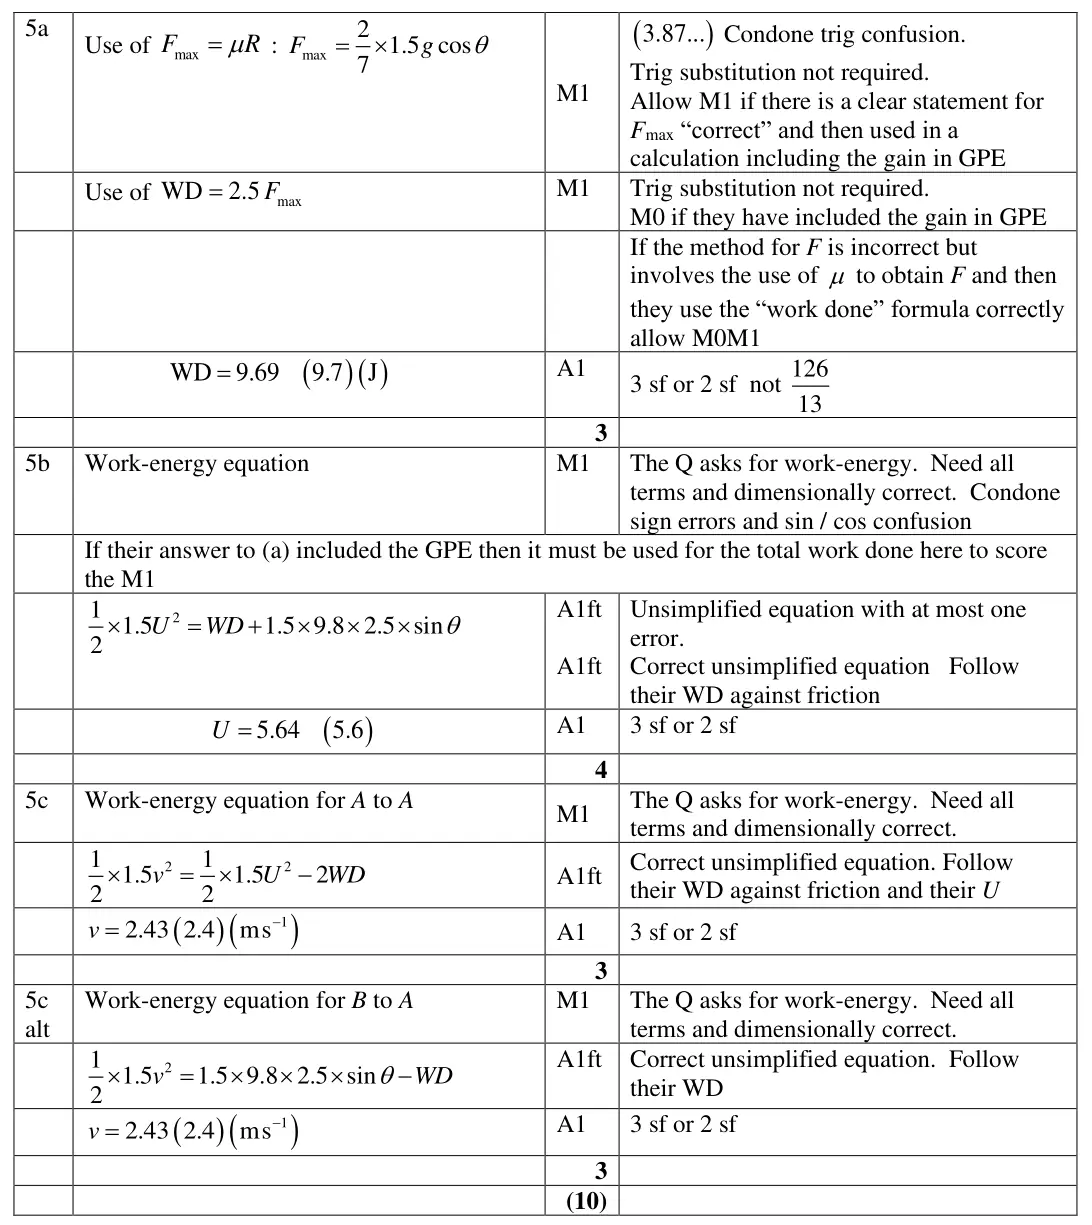 5a
Use of F_max = μR : F_max = 2/7 × 1.5g cos θ
M1
(3.87...) Condone trig confusion.
Trig substitution not required.
Allow M1 if there is a clear statement for
F_max “correct” and then used in a
calculation including the gain in GPE
Use of WD = 2.5 F_max
M1
Trig substitution not required.
M0 if they have included the gain in GPE
If the method for F is incorrect but
involves the use of μ to obtain F and then
they use the “work done” formula correctly
allow M0M1
WD = 9.69 (9.7)(J)
A1
3 sf or 2 sf not 126/13
3
5b
Work-energy equation
M1
The Q asks for work-energy. Need all
terms and dimensionally correct. Condone
sign errors and sin / cos confusion
If their answer to (a) included the GPE then it must be used for the total work done here to score
the M1
1/2 × 1.5U² = WD + 1.5 × 9.8 × 2.5 × sin θ
A1ft
Unsimplified equation with at most one
error.
A1ft
Correct unsimplified equation Follow
their WD against friction
U = 5.64 (5.6)
A1
3 sf or 2 sf
4
5c
Work-energy equation for A to A
M1
The Q asks for work-energy. Need all
terms and dimensionally correct.
1/2 × 1.5v² = 1/2 × 1.5U² − 2WD
A1ft
Correct unsimplified equation. Follow
their WD against friction and their U
v = 2.43 (2.4)(ms⁻¹)
A1
3 sf or 2 sf
3
5c
alt
Work-energy equation for B to A
M1
The Q asks for work-energy. Need all
terms and dimensionally correct.
1/2 × 1.5v² = 1.5 × 9.8 × 2.5 × sin θ − WD
A1ft
Correct unsimplified equation. Follow
their WD
v = 2.43 (2.4)(ms⁻¹)
A1
3 sf or 2 sf
3
(10)